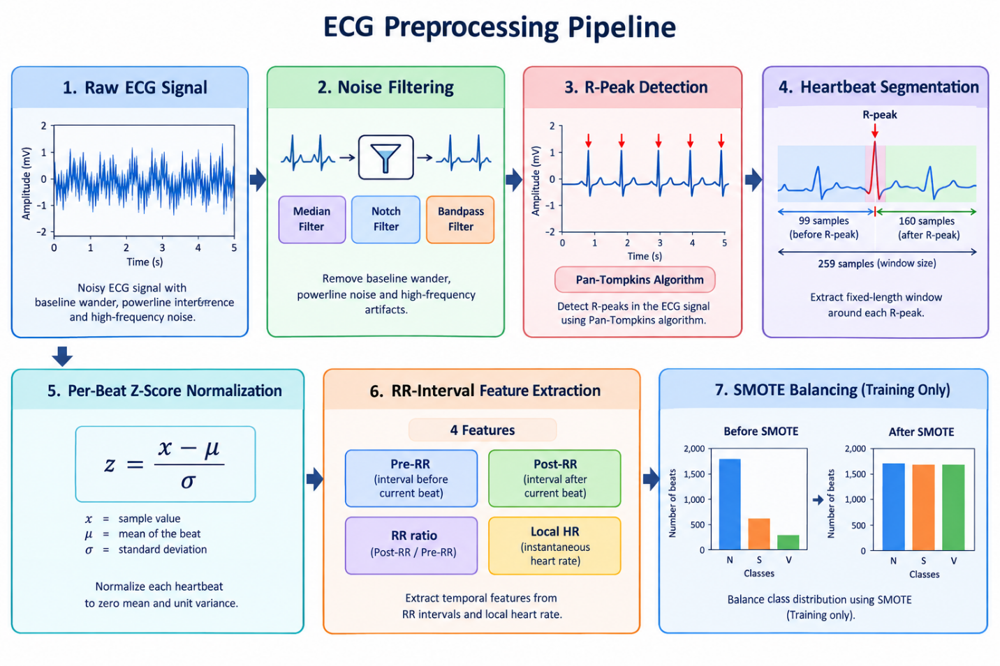 ECG Preprocessing Pipeline
1. Raw ECG Signal
Amplitude (mV)
2
1
0
−1
−2
0 1 2 3 4 5
Time (s)
Noisy ECG signal with
baseline wander, powerline
and high-frequency noise.
2. Noise Filtering
Median
Filter
Notch
Filter
Bandpass
Filter
Remove baseline wander,
powerline noise and high-frequency
artifacts.
3. R-Peak Detection
Amplitude (mV)
2
1
0
−1
−2
0 1 2 3 4 5
Time (s)
Pan-Tompkins Algorithm
Detect R-peaks in the ECG signal
using Pan-Tompkins algorithm.
4. Heartbeat Segmentation
R-peak
99 samples
(before R-peak)
160 samples
(after R-peak)
259 samples (window size)
Extract fixed-length window
around each R-peak.
5. Per-Beat Z-Score Normalization
z = x − μ
σ
x = sample value
μ = mean of the beat
σ = standard deviation
Normalize each heartbeat
to zero mean and unit variance.
6. RR-Interval Feature Extraction
4 Features
Pre-RR
(interval before
current beat)
Post-RR
(interval after
current beat)
RR ratio
(Post-RR / Pre-RR)
Local HR
(instantaneous
heart rate)
Extract temporal features from
RR intervals and local heart rate.
7. SMOTE Balancing (Training Only)
Before SMOTE
Number of beats
2,000
1,500
1,000
500
0
N S V
Classes
After SMOTE
Number of beats
2,000
1,500
1,000
500
0
N S V
Classes
Balance class distribution using SMOTE
(Training only).